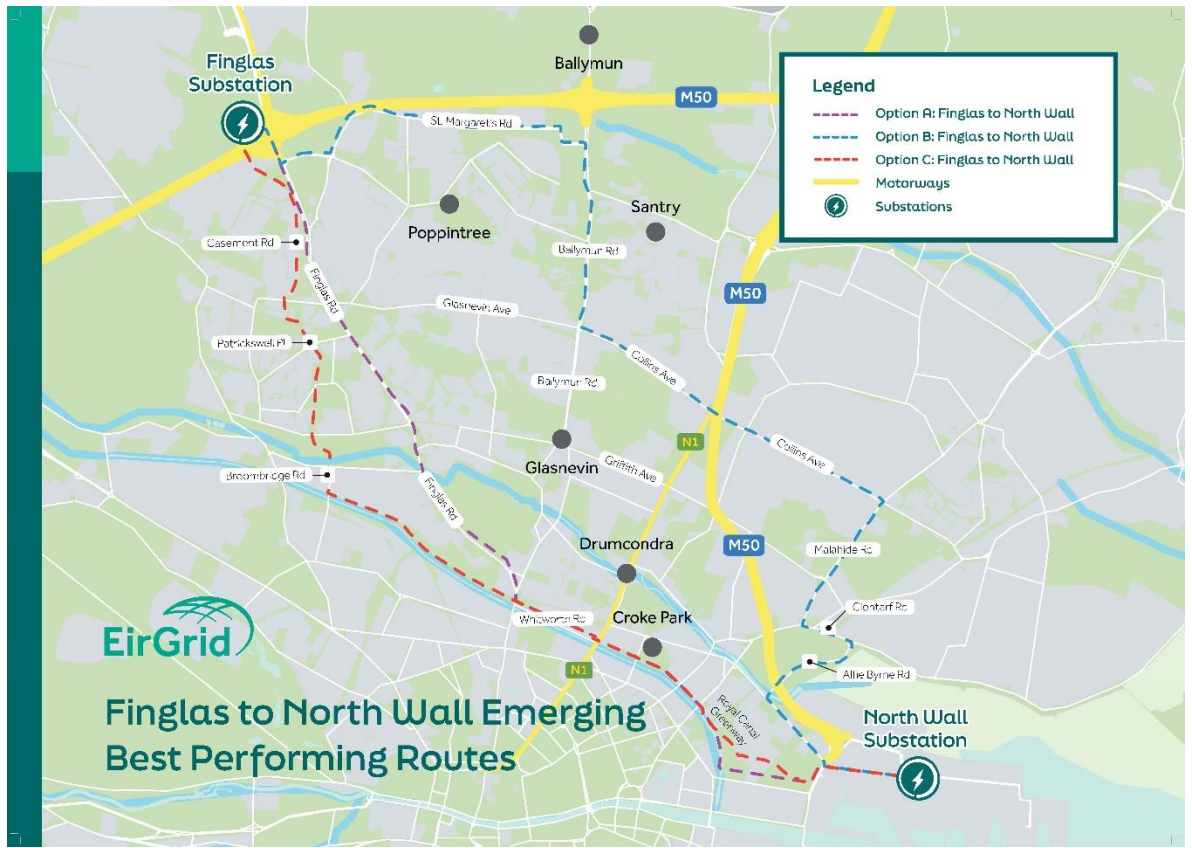 Finglas
Substation
Ballymun
M50
St. Margaret's Rd
Legend
Option A: Finglas to North Wall
Option B: Finglas to North Wall
Option C: Finglas to North Wall
Motorways
Substations
Poppintree
Santry
Casement Rd
Ballymun Rd
Finglas Rd
Glasnevin Ave
M50
Patrickswell Pl
Collins Ave
Ballymun Rd
N1
Glasnevin
Griffith Ave
Collins Ave
Broombridge Rd
Finglas Rd
Drumcondra
M50
Malahide Rd
Whitworth Rd
Croke Park
Clontarf Rd
EirGrid
N1
Alfie Byrne Rd
Royal Canal
Greenway
Finglas to North Wall Emerging
Best Performing Routes
North Wall
Substation